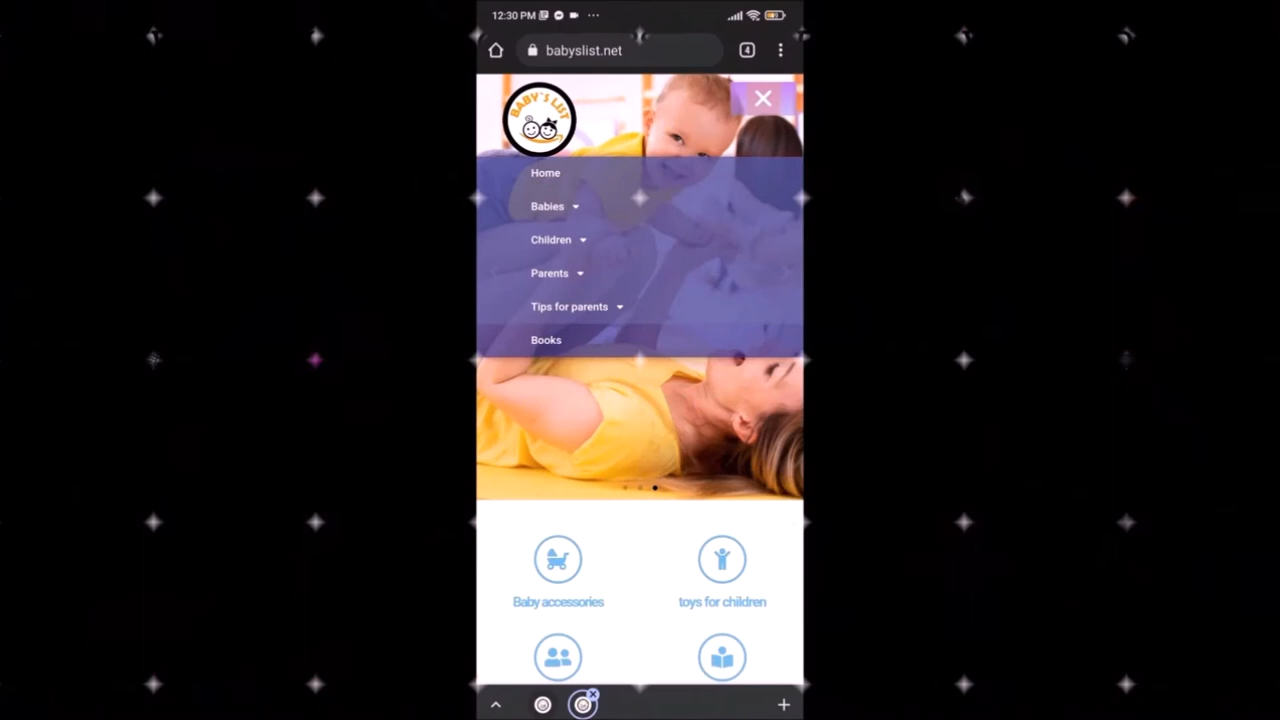 12:30 PM
babyslist.net
4
BABY'S LIST
Home
Babies
Children
Parents
Tips for parents
Books
Baby accessories
toys for children